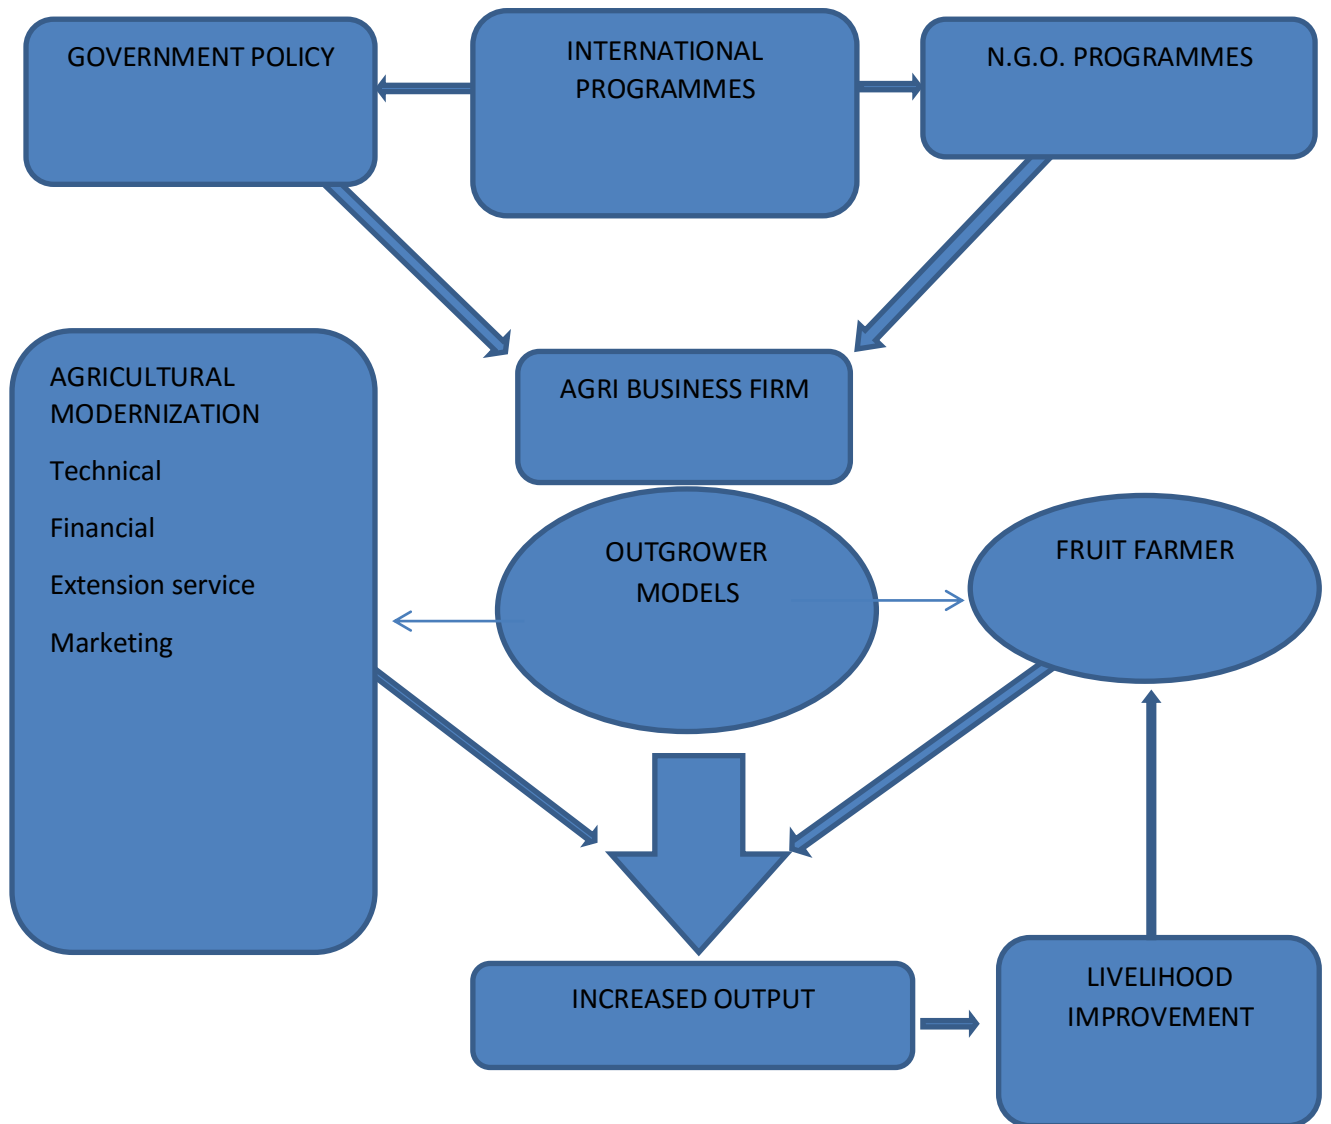 GOVERNMENT POLICY
INTERNATIONAL
PROGRAMMES
N.G.O. PROGRAMMES
AGRICULTURAL
MODERNIZATION
Technical
Financial
Extension service
Marketing
AGRI BUSINESS FIRM
OUTGROWER
MODELS
FRUIT FARMER
INCREASED OUTPUT
LIVELIHOOD
IMPROVEMENT